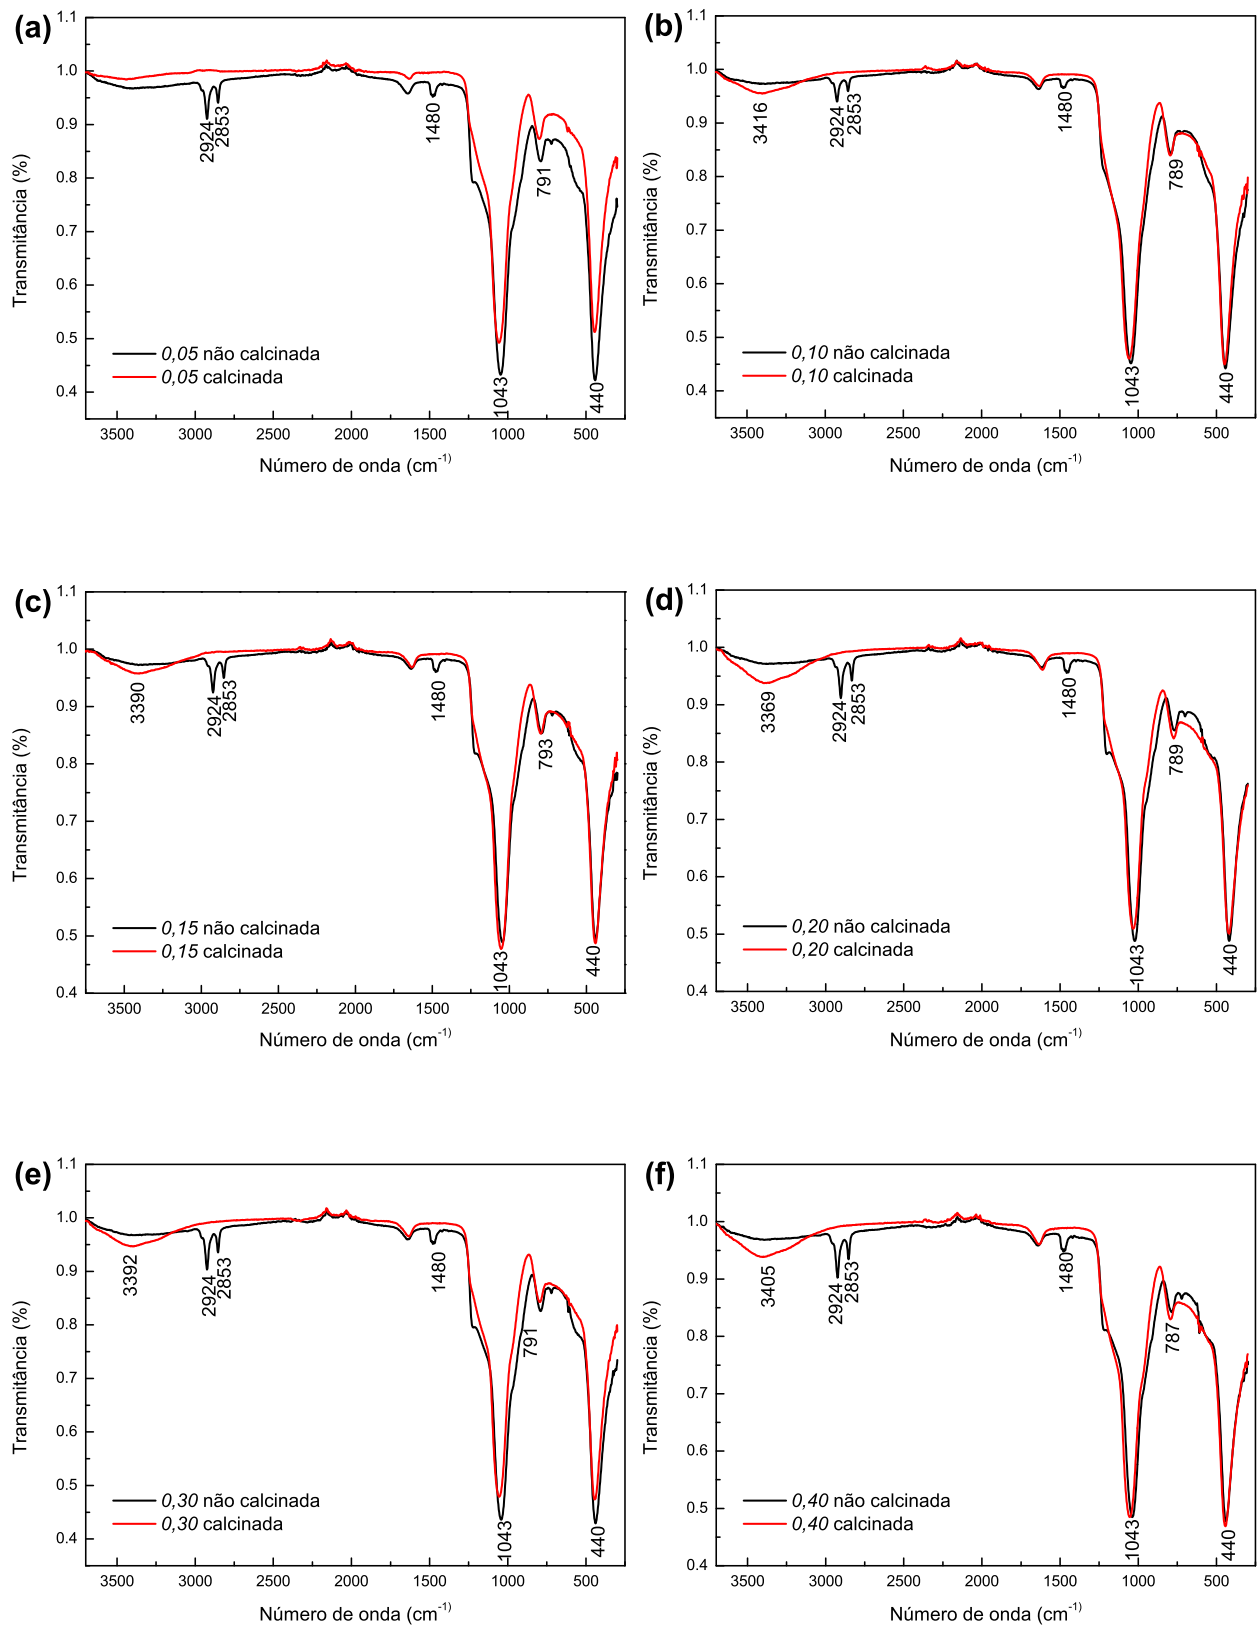 (a)
1.1
1.0
0.9
0.8
0.7
0.6
0.5
0.4
Transmitância (%)
2924
2853
1480
791
1043
440
0,05 não calcinada
0,05 calcinada
3500 3000 2500 2000 1500 1000 500
Número de onda (cm-1)
(b)
1.1
1.0
0.9
0.8
0.7
0.6
0.5
0.4
Transmitância (%)
3416
2924
2853
1480
789
1043
440
0,10 não calcinada
0,10 calcinada
3500 3000 2500 2000 1500 1000 500
Número de onda (cm-1)
(c)
1.1
1.0
0.9
0.8
0.7
0.6
0.5
0.4
Transmitância (%)
3390
2924
2853
1480
793
1043
440
0,15 não calcinada
0,15 calcinada
3500 3000 2500 2000 1500 1000 500
Número de onda (cm-1)
(d)
1.1
1.0
0.9
0.8
0.7
0.6
0.5
0.4
Transmitância (%)
3369
2924
2853
1480
789
1043
440
0,20 não calcinada
0,20 calcinada
3500 3000 2500 2000 1500 1000 500
Número de onda (cm-1)
(e)
1.1
1.0
0.9
0.8
0.7
0.6
0.5
0.4
Transmitância (%)
3392
2924
2853
1480
791
1043
440
0,30 não calcinada
0,30 calcinada
3500 3000 2500 2000 1500 1000 500
Número de onda (cm-1)
(f)
1.1
1.0
0.9
0.8
0.7
0.6
0.5
0.4
Transmitância (%)
3405
2924
2853
1480
787
1043
440
0,40 não calcinada
0,40 calcinada
3500 3000 2500 2000 1500 1000 500
Número de onda (cm-1)